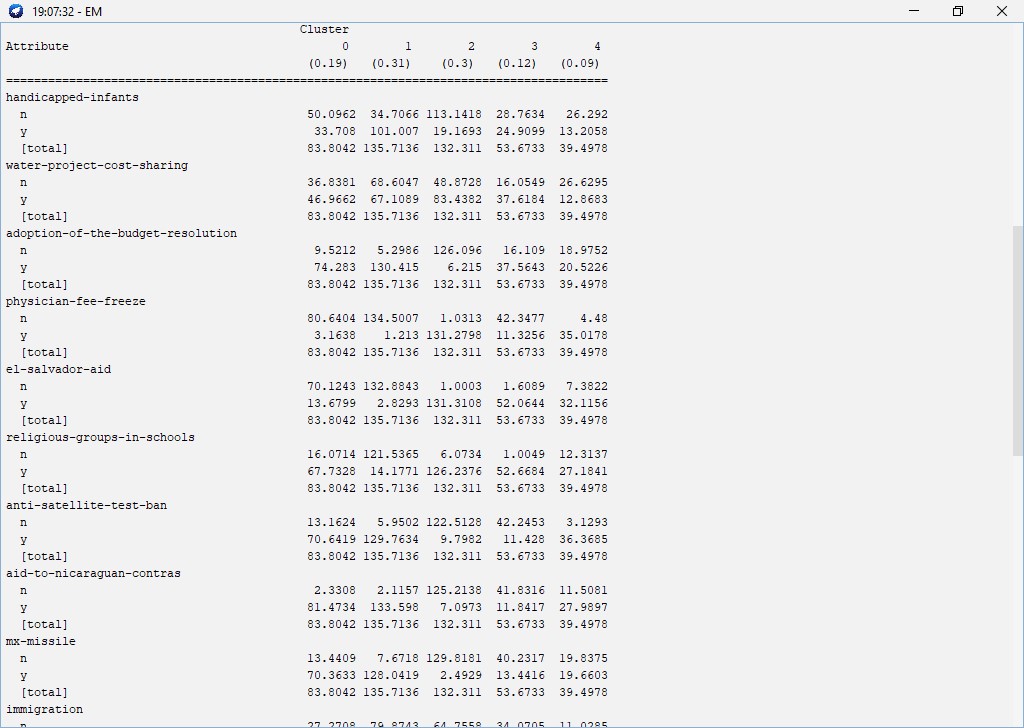 19:07:32 - EM
Cluster
Attribute 0 1 2 3 4
(0.19) (0.31) (0.3) (0.12) (0.09)
======================================================================================
handicapped-infants
n 50.0962 34.7066 113.1418 28.7634 26.292
y 33.708 101.007 19.1693 24.9099 13.2058
[total] 83.8042 135.7136 132.311 53.6733 39.4978
water-project-cost-sharing
n 36.8381 68.6047 48.8728 16.0549 26.6295
y 46.9662 67.1089 83.4382 37.6184 12.8683
[total] 83.8042 135.7136 132.311 53.6733 39.4978
adoption-of-the-budget-resolution
n 9.5212 5.2986 126.096 16.109 18.9752
y 74.283 130.415 6.215 37.5643 20.5226
[total] 83.8042 135.7136 132.311 53.6733 39.4978
physician-fee-freeze
n 80.6404 134.5007 1.0313 42.3477 4.48
y 3.1638 1.213 131.2798 11.3256 35.0178
[total] 83.8042 135.7136 132.311 53.6733 39.4978
el-salvador-aid
n 70.1243 132.8843 1.0003 1.6089 7.3822
y 13.6799 2.8293 131.3108 52.0644 32.1156
[total] 83.8042 135.7136 132.311 53.6733 39.4978
religious-groups-in-schools
n 16.0714 121.5365 6.0734 1.0049 12.3137
y 67.7328 14.1771 126.2376 52.6684 27.1841
[total] 83.8042 135.7136 132.311 53.6733 39.4978
anti-satellite-test-ban
n 13.1624 5.9502 122.5128 42.2453 3.1293
y 70.6419 129.7634 9.7982 11.428 36.3685
[total] 83.8042 135.7136 132.311 53.6733 39.4978
aid-to-nicaraguan-contras
n 2.3308 2.1157 125.2138 41.8316 11.5081
y 81.4734 133.598 7.0973 11.8417 27.9897
[total] 83.8042 135.7136 132.311 53.6733 39.4978
mx-missile
n 13.4409 7.6718 129.8181 40.2317 19.8375
y 70.3633 128.0419 2.4929 13.4416 19.6603
[total] 83.8042 135.7136 132.311 53.6733 39.4978
immigration
n 27.2708 79.8743 64.7558 34.0705 11.0285